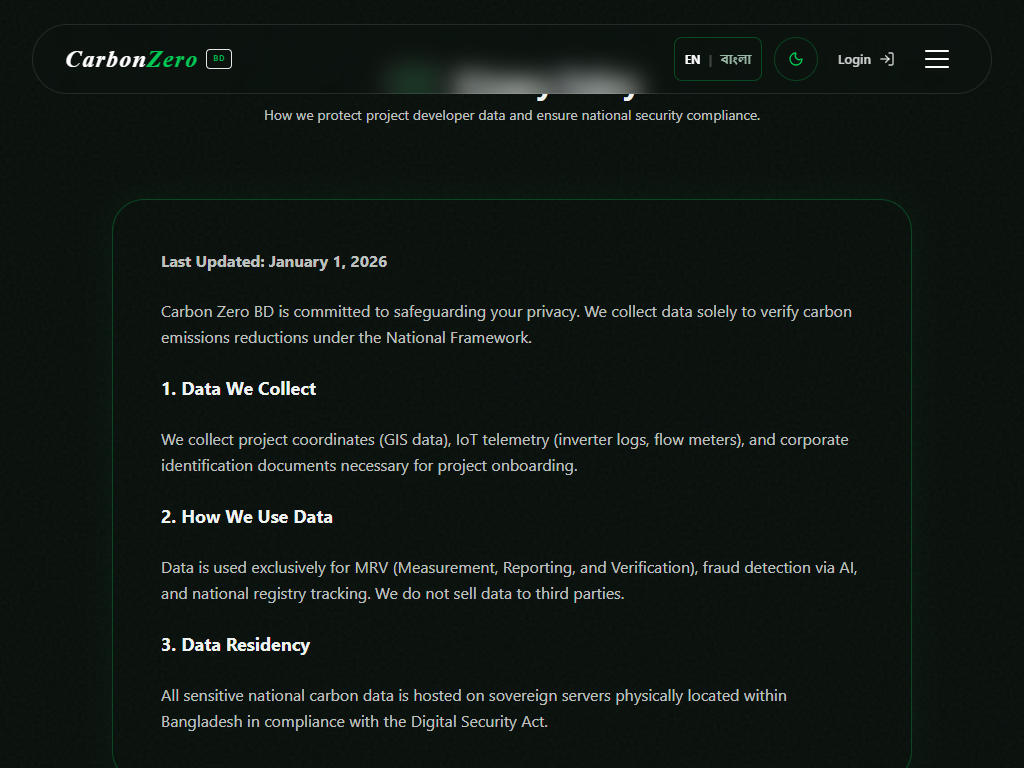 CarbonZero BD
EN | বাংলা
Login
How we protect project developer data and ensure national security compliance.
Last Updated: January 1, 2026
Carbon Zero BD is committed to safeguarding your privacy. We collect data solely to verify carbon
emissions reductions under the National Framework.
1. Data We Collect
We collect project coordinates (GIS data), IoT telemetry (inverter logs, flow meters), and corporate
identification documents necessary for project onboarding.
2. How We Use Data
Data is used exclusively for MRV (Measurement, Reporting, and Verification), fraud detection via AI,
and national registry tracking. We do not sell data to third parties.
3. Data Residency
All sensitive national carbon data is hosted on sovereign servers physically located within
Bangladesh in compliance with the Digital Security Act.